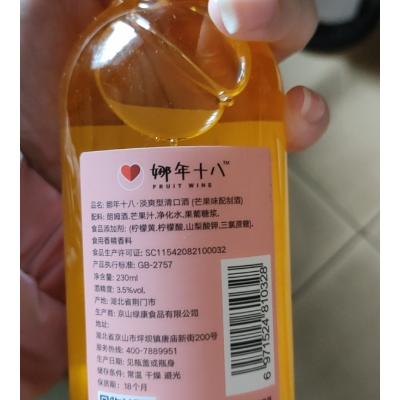 娜年十八™
FRUIT WINE
品名: 娜年十八·淡爽型清口酒 (芒果味配制酒)
配料: 朗姆酒,芒果汁,净化水,果葡糖浆,
食品添加剂: (柠檬黄,柠檬酸,山梨酸钾,三氯蔗糖),
食用香精香料
食品生产许可证: SC11542082100032
产品执行标准: GB-2757
净含量: 230ml
酒精度: 3.5%vol.
产地: 湖北省荆门市
生产商: 京山绿康食品有限公司
地址:
湖北省京山市坪坝镇唐庙新街200号
服务热线: 400-7889951
生产日期: 见瓶盖或瓶身
储存条件: 常温 干燥 避光
保质期: 18个月
6 971524 810328